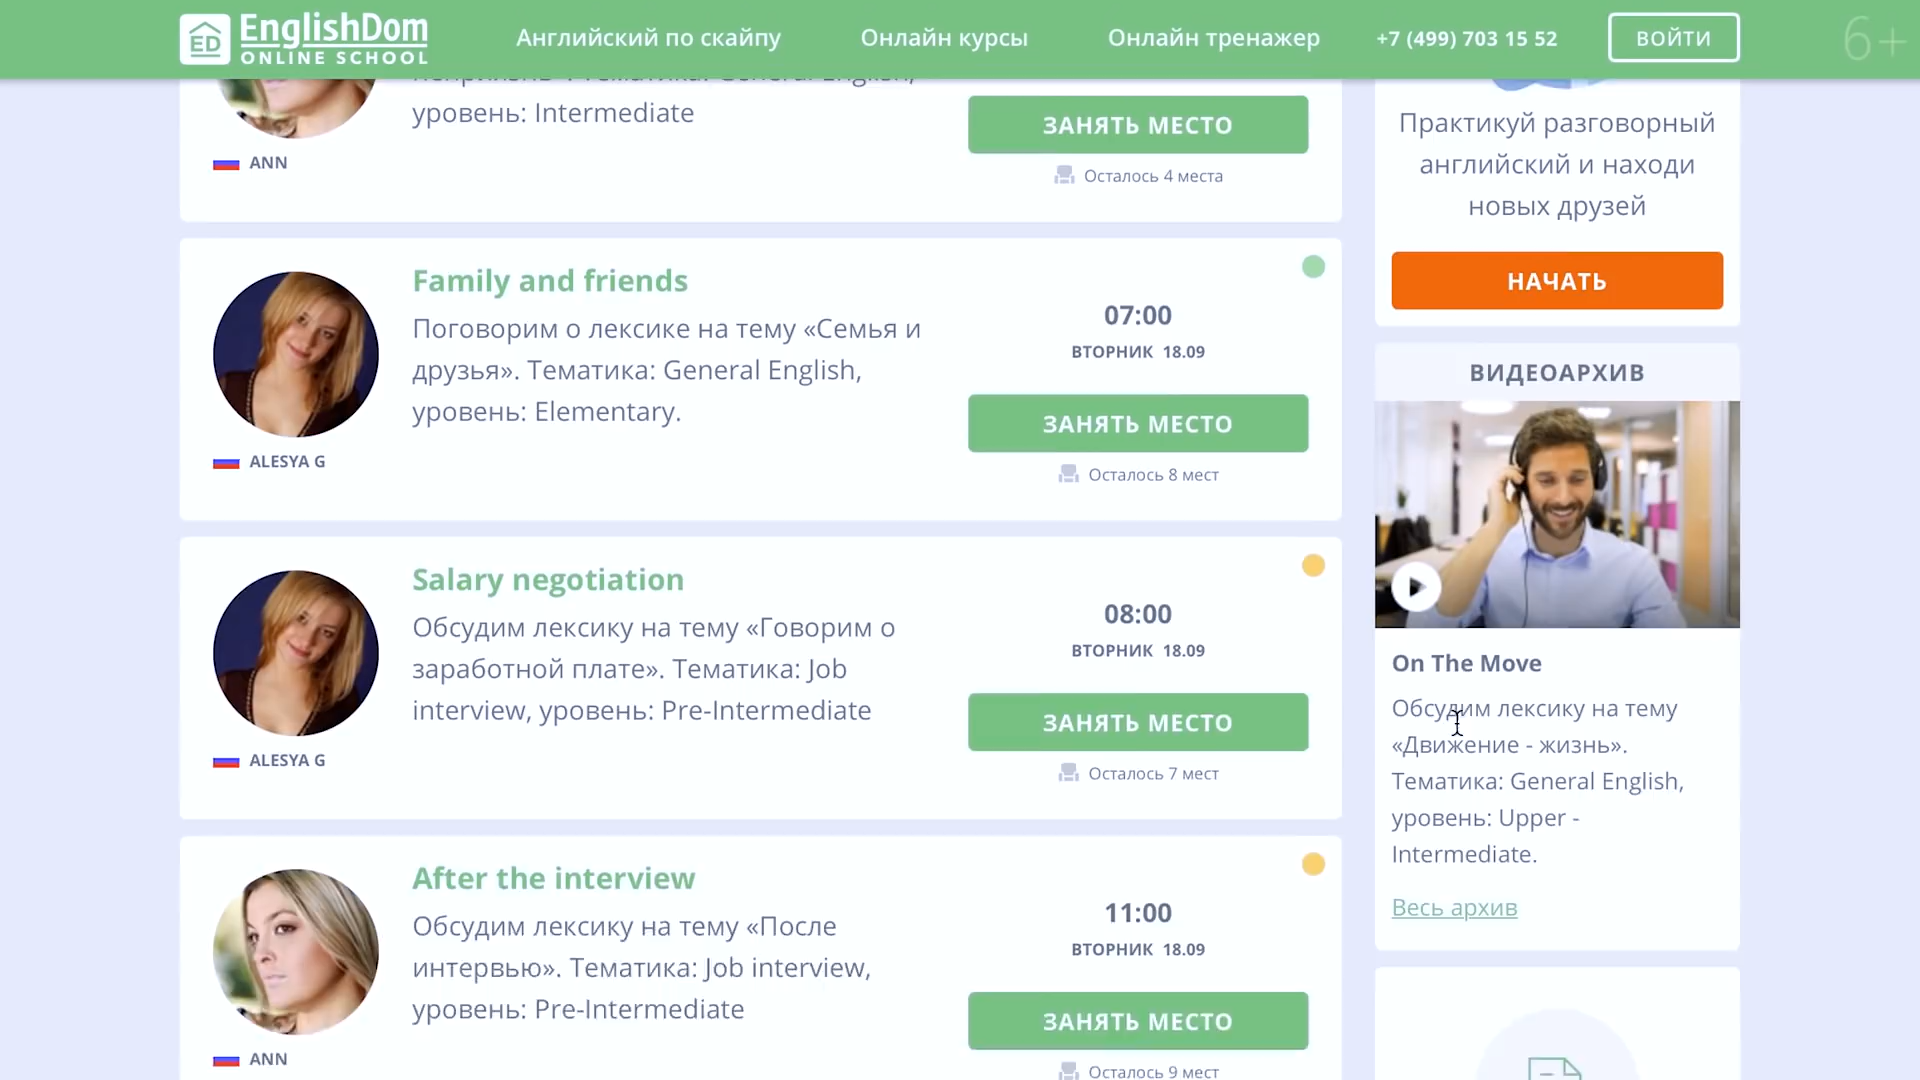 EnglishDom
ED
ONLINE SCHOOL
Английский по скайпу
Онлайн курсы
Онлайн тренажер
+7 (499) 703 15 52
ВОЙТИ
6+
уровень: Intermediate
ANN
ЗАНЯТЬ МЕСТО
Осталось 4 места
Family and friends
Поговорим о лексике на тему «Семья и
друзья». Тематика: General English,
уровень: Elementary.
ALESYA G
07:00
ВТОРНИК 18.09
ЗАНЯТЬ МЕСТО
Осталось 8 мест
Salary negotiation
Обсудим лексику на тему «Говорим о
заработной плате». Тематика: Job
interview, уровень: Pre-Intermediate
ALESYA G
08:00
ВТОРНИК 18.09
ЗАНЯТЬ МЕСТО
Осталось 7 мест
After the interview
Обсудим лексику на тему «После
интервью». Тематика: Job interview,
уровень: Pre-Intermediate
ANN
11:00
ВТОРНИК 18.09
ЗАНЯТЬ МЕСТО
Осталось 9 мест
Практикуй разговорный
английский и находи
новых друзей
НАЧАТЬ
ВИДЕОАРХИВ
On The Move
Обсудим лексику на тему
«Движение - жизнь».
Тематика: General English,
уровень: Upper -
Intermediate.
Весь архив